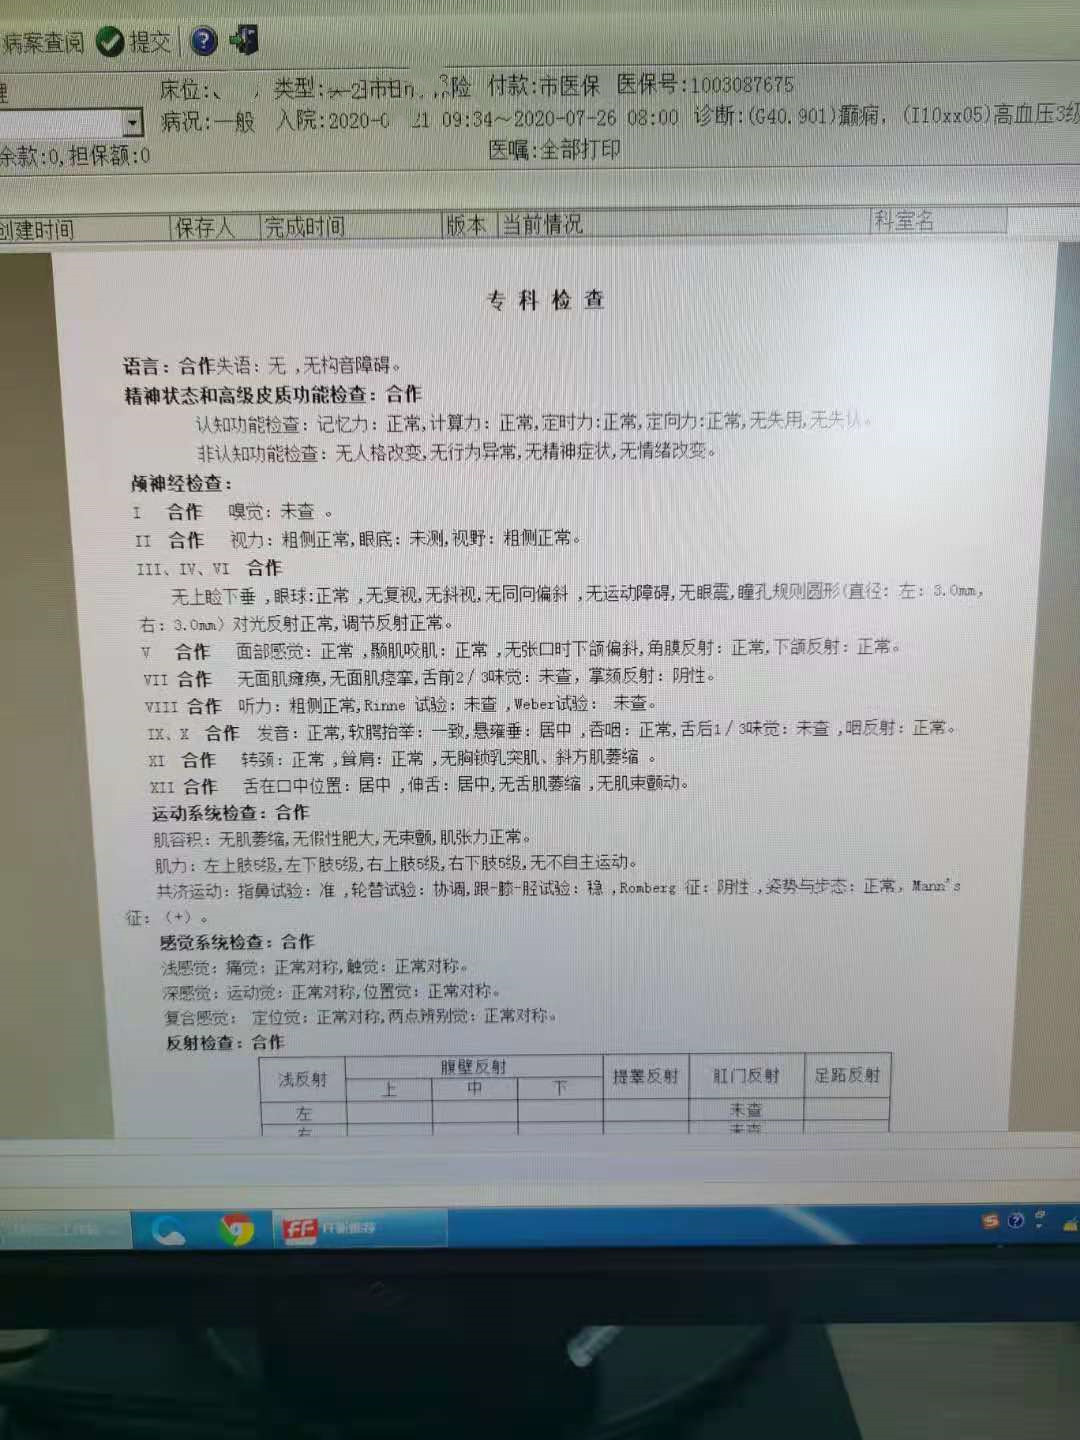 病案查阅 提交
床位: 类型: 险 付款:市医保 医保号:1003087675
病况:一般 入院:2020-0 21 09:34～2020-07-26 08:00 诊断:(G40.901)癫痫, (I10xx05)高血压3级
余款:0,担保额:0 医嘱:全部打印
创建时间 保存人 完成时间 版本 当前情况 科室名
专 科 检 查
语言：合作失语：无 ,无构音障碍。
精神状态和高级皮质功能检查：合作
认知功能检查：记忆力：正常,计算力：正常,定时力:正常,定向力:正常,无失用,无失认。
非认知功能检查：无人格改变,无行为异常,无精神症状,无情绪改变。
颅神经检查：
I 合作 嗅觉：未查 。
II 合作 视力：粗侧正常,眼底：未测,视野：粗侧正常。
III、IV、VI 合作
无上睑下垂 ,眼球:正常 ,无复视,无斜视,无同向偏斜 ,无运动障碍,无眼震,瞳孔规则圆形(直径：左：3.0mm，
右：3.0mm）对光反射正常,调节反射正常。
V 合作 面部感觉：正常 ,颞肌咬肌：正常 ,无张口时下颌偏斜,角膜反射：正常,下颌反射：正常。
VII 合作 无面肌瘫痪,无面肌痉挛,舌前2／3味觉：未查，掌颏反射：阴性。
VIII 合作 听力：粗侧正常,Rinne 试验：未查 ,Weber试验： 未查。
IX、X 合作 发音：正常,软腭抬举：一致,悬雍垂：居中 ,吞咽：正常,舌后1／3味觉：未查 ,咽反射：正常。
XI 合作 转颈：正常 ,耸肩：正常 ,无胸锁乳突肌、斜方肌萎缩 。
XII 合作 舌在口中位置：居中 ,伸舌：居中,无舌肌萎缩 ,无肌束颤动。
运动系统检查：合作
肌容积：无肌萎缩,无假性肥大,无束颤,肌张力正常。
肌力：左上肢5级,左下肢5级,右上肢5级,右下肢5级,无不自主运动。
共济运动：指鼻试验：准 ,轮替试验：协调,跟-膝-胫试验：稳 ,Romberg 征：阴性 ,姿势与步态：正常，Mann's
征：（+）。
感觉系统检查：合作
浅感觉：痛觉：正常对称,触觉：正常对称。
深感觉：运动觉：正常对称,位置觉：正常对称。
复合感觉： 定位觉：正常对称,两点辨别觉：正常对称。
反射检查：合作
浅反射 腹壁反射 提睾反射 肛门反射 足跖反射
上 中 下
左 未查
右 未查